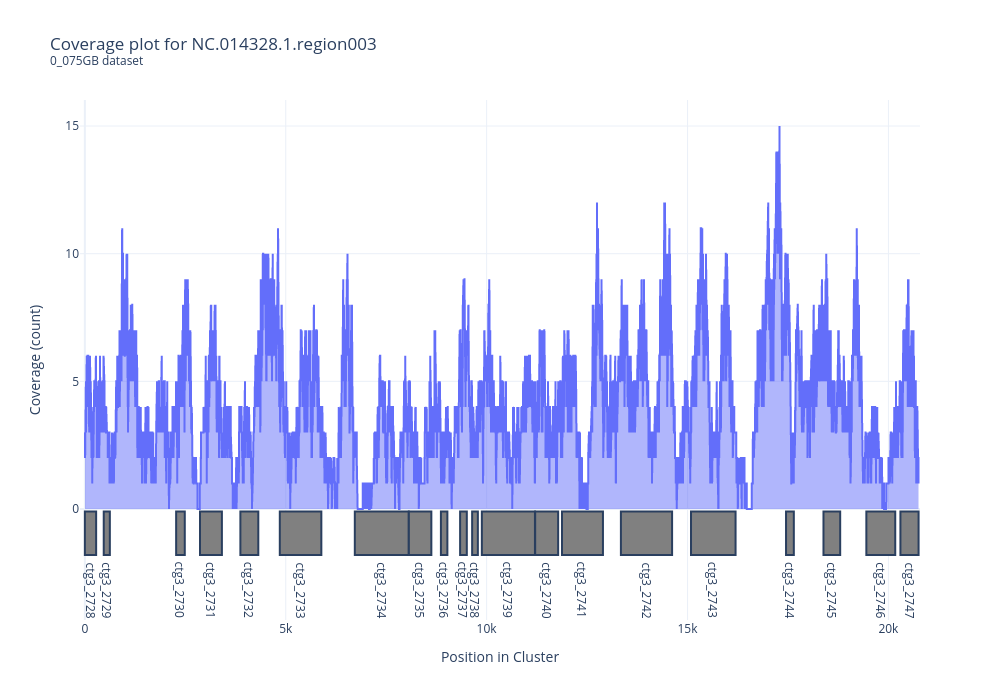 Coverage plot for NC.014328.1.region003
0_075GB dataset
15
10
5
0
Coverage (count)
ctg3_2728
ctg3_2729
ctg3_2730
ctg3_2731
ctg3_2732
ctg3_2733
ctg3_2734
ctg3_2735
ctg3_2736
ctg3_2737
ctg3_2738
ctg3_2739
ctg3_2740
ctg3_2741
ctg3_2742
ctg3_2743
ctg3_2744
ctg3_2745
ctg3_2746
ctg3_2747
0 5k 10k 15k 20k
Position in Cluster